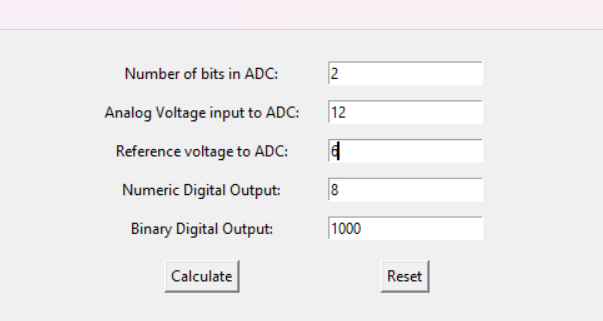 Number of bits in ADC: 2
Analog Voltage input to ADC: 12
Reference voltage to ADC: 6
Numeric Digital Output: 8
Binary Digital Output: 1000
Calculate Reset